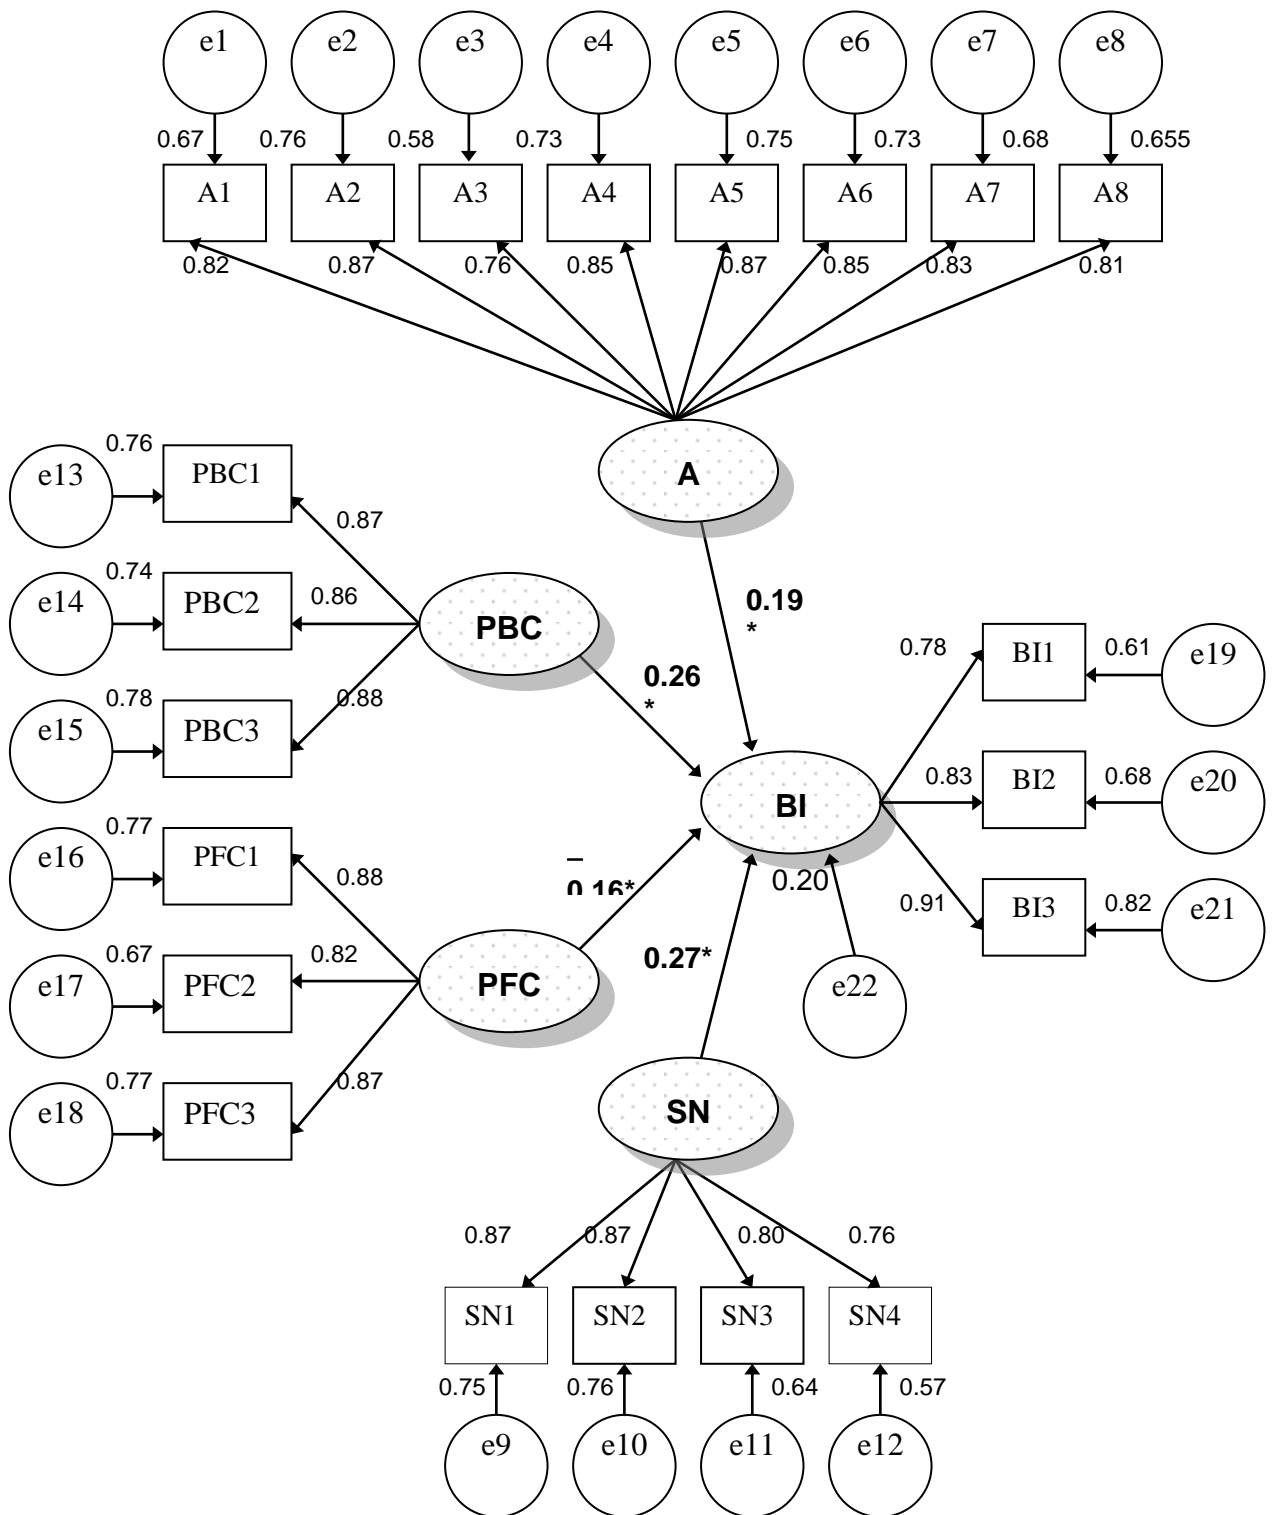 e1 e2 e3 e4 e5 e6 e7 e8
0.67 0.76 0.58 0.73 0.75 0.73 0.68 0.655
A1 A2 A3 A4 A5 A6 A7 A8
0.82 0.87 0.76 0.85 0.87 0.85 0.83 0.81
A
0.76
e13 PBC1
0.87
0.74
e14 PBC2 0.86
PBC
0.19
*
0.78
e15 PBC3 0.88
0.26
*
0.78 BI1 0.61 e19
0.83 BI2 0.68 e20
BI
0.20
0.91 BI3 0.82 e21
0.77
e16 PFC1
0.88
–
0.16*
0.67
e17 PFC2 0.82
PFC
0.27*
e22
0.77
e18 PFC3 0.87
SN
0.87 0.87 0.80 0.76
SN1 SN2 SN3 SN4
0.75 0.76 0.64 0.57
e9 e10 e11 e12